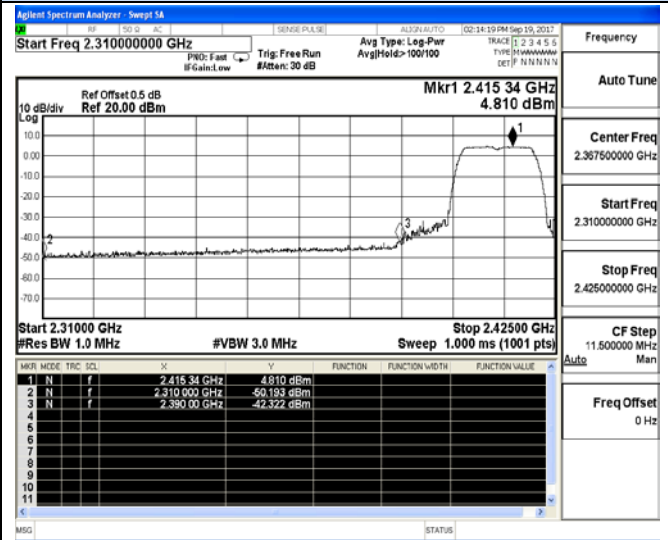 Agilent Spectrum Analyzer - Swept SA
RF 50 Ω AC SENSE:PULSE ALIGN AUTO 02:14:19 PM Sep 19, 2017
Start Freq 2.310000000 GHz
PNO: Fast
IFGain:Low
Trig: Free Run
#Atten: 30 dB
Avg Type: Log-Pwr
Avg|Hold:>100/100
TRACE 1 2 3 4 5 6
TYPE M WWWWW
DET P N N N N N
Frequency
Auto Tune
Center Freq
2.367500000 GHz
Start Freq
2.310000000 GHz
Stop Freq
2.425000000 GHz
CF Step
11.500000 MHz
Auto Man
Freq Offset
0 Hz
Ref Offset 0.5 dB
Ref 20.00 dBm
10 dB/div
Log
Mkr1 2.415 34 GHz
4.810 dBm
10.0
0.00
-10.0
-20.0
-30.0
-40.0
-50.0
-60.0
-70.0
1
2
3
Start 2.31000 GHz
#Res BW 1.0 MHz
#VBW 3.0 MHz
Stop 2.42500 GHz
Sweep 1.000 ms (1001 pts)
MKR MODE TRC SCL X Y FUNCTION FUNCTION WIDTH FUNCTION VALUE
1 N f 2.415 34 GHz 4.810 dBm
2 N f 2.310 000 GHz -50.193 dBm
3 N f 2.390 00 GHz -42.322 dBm
4
5
6
7
8
9
10
11
MSG STATUS